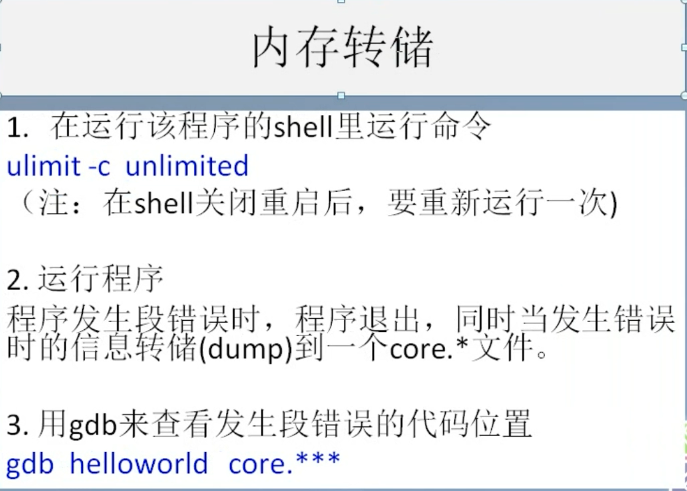 内存转储
1. 在运行该程序的shell里运行命令
ulimit -c unlimited
（注：在shell关闭重启后，要重新运行一次)
2. 运行程序
程序发生段错误时，程序退出，同时当发生错误
时的信息转储(dump)到一个core.*文件。
3. 用gdb来查看发生段错误的代码位置
gdb helloworld core.***